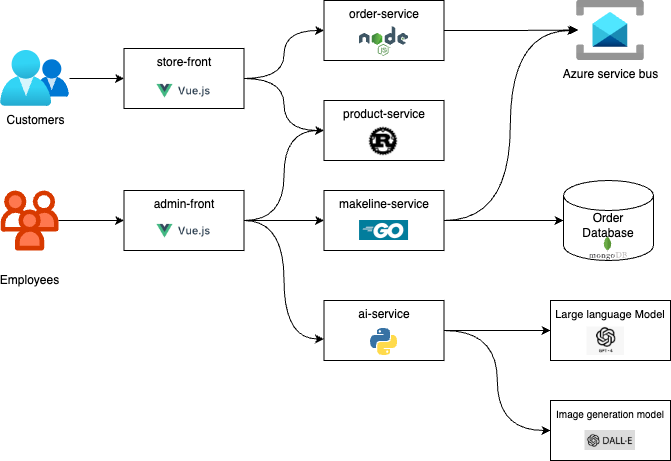 order-service
node
JS
Azure service bus
store-front
Vue.js
Customers
product-service
R
admin-front
Vue.js
makeline-service
GO
Order
Database
mongoDB
Employees
ai-service
Large language Model
GPT-4
Image generation model
DALL·E